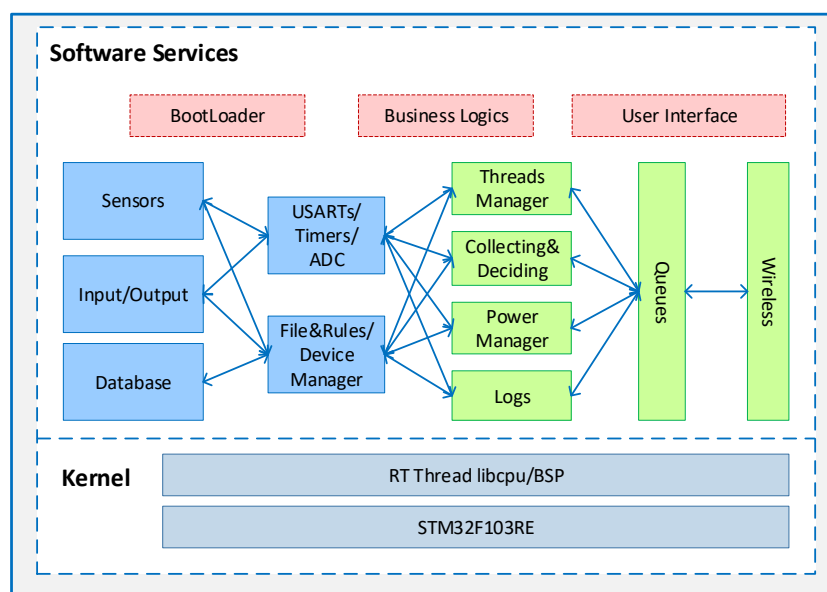 Software Services
BootLoader
Business Logics
User Interface
Sensors
Input/Output
Database
USARTs/
Timers/
ADC
File&Rules/
Device
Manager
Threads
Manager
Collecting&
Deciding
Power
Manager
Logs
Queues
Wireless
Kernel
RT Thread libcpu/BSP
STM32F103RE